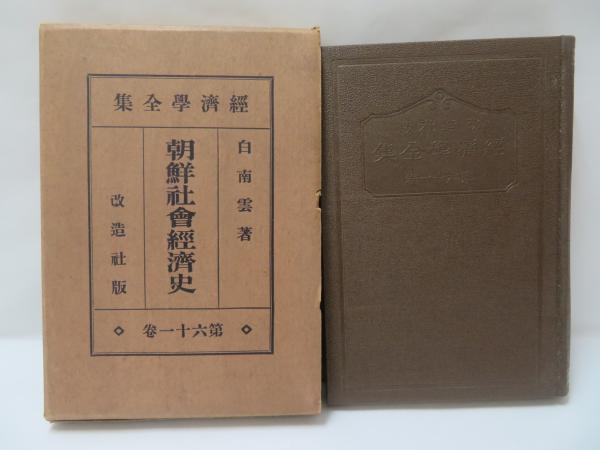 經濟學全集
白南雲著
朝鮮社會經濟史
改造社版
第六十一卷
經濟學全集